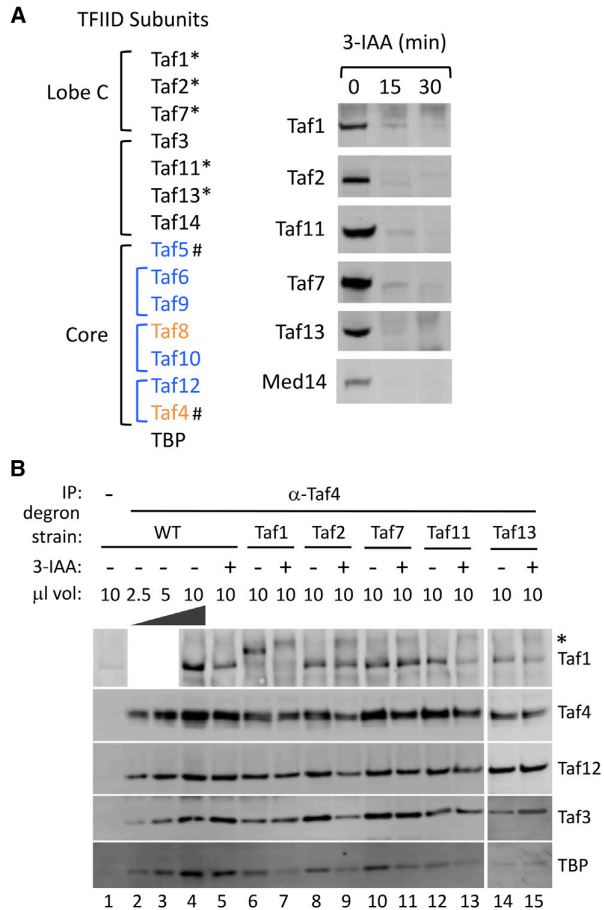 A
TFIID Subunits
Lobe C
Taf1*
Taf2*
Taf7*
Taf3
Taf11*
Taf13*
Taf14
Core
Taf5 #
Taf6
Taf9
Taf8
Taf10
Taf12
Taf4 #
TBP
3-IAA (min)
0 15 30
Taf1
Taf2
Taf11
Taf7
Taf13
Med14
B
IP: - α-Taf4
degron
strain: WT Taf1 Taf2 Taf7 Taf11 Taf13
3-IAA: - - - - + - + - + - + - + - +
μl vol: 10 2.5 5 10 10 10 10 10 10 10 10 10 10 10 10
*
Taf1
Taf4
Taf12
Taf3
TBP
1 2 3 4 5 6 7 8 9 10 11 12 13 14 15